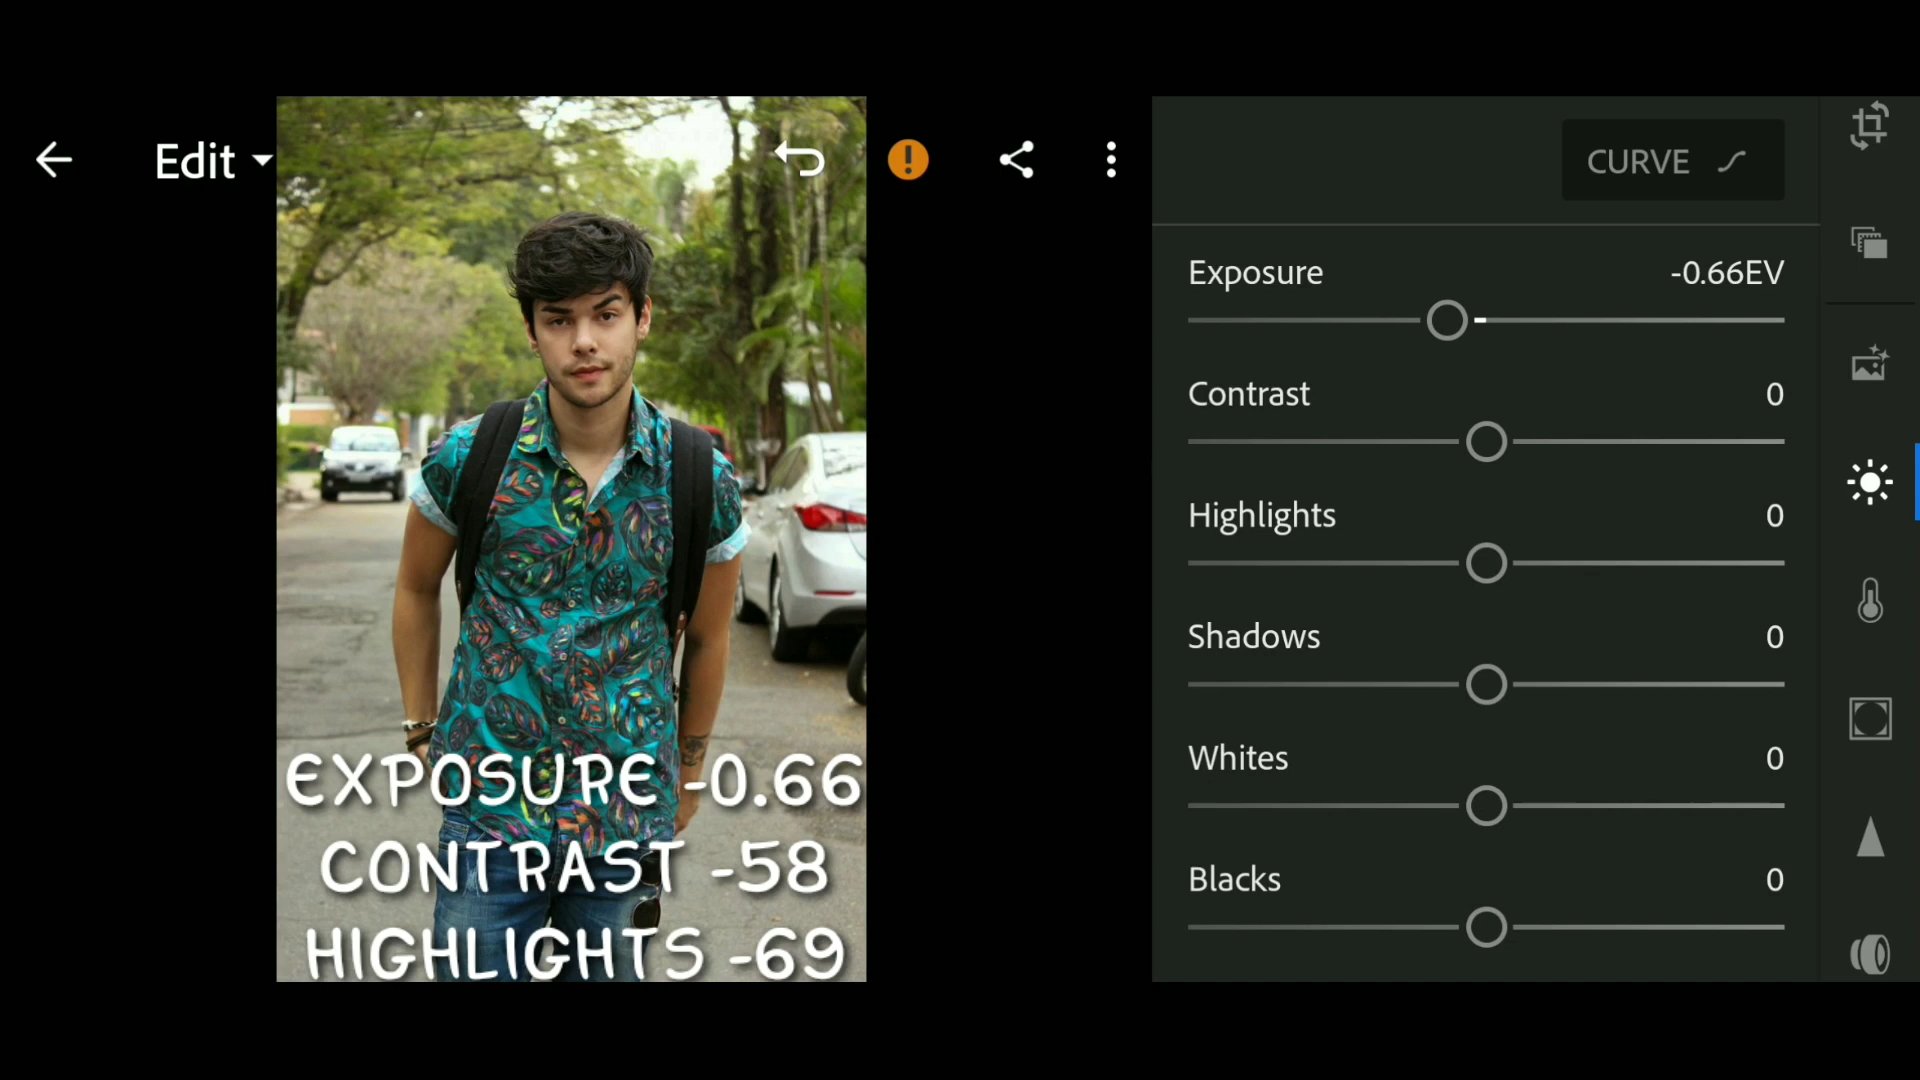 Edit
CURVE
Exposure -0.66EV
Contrast 0
Highlights 0
Shadows 0
Whites 0
Blacks 0
EXPOSURE -0.66
CONTRAST -58
HIGHLIGHTS -69